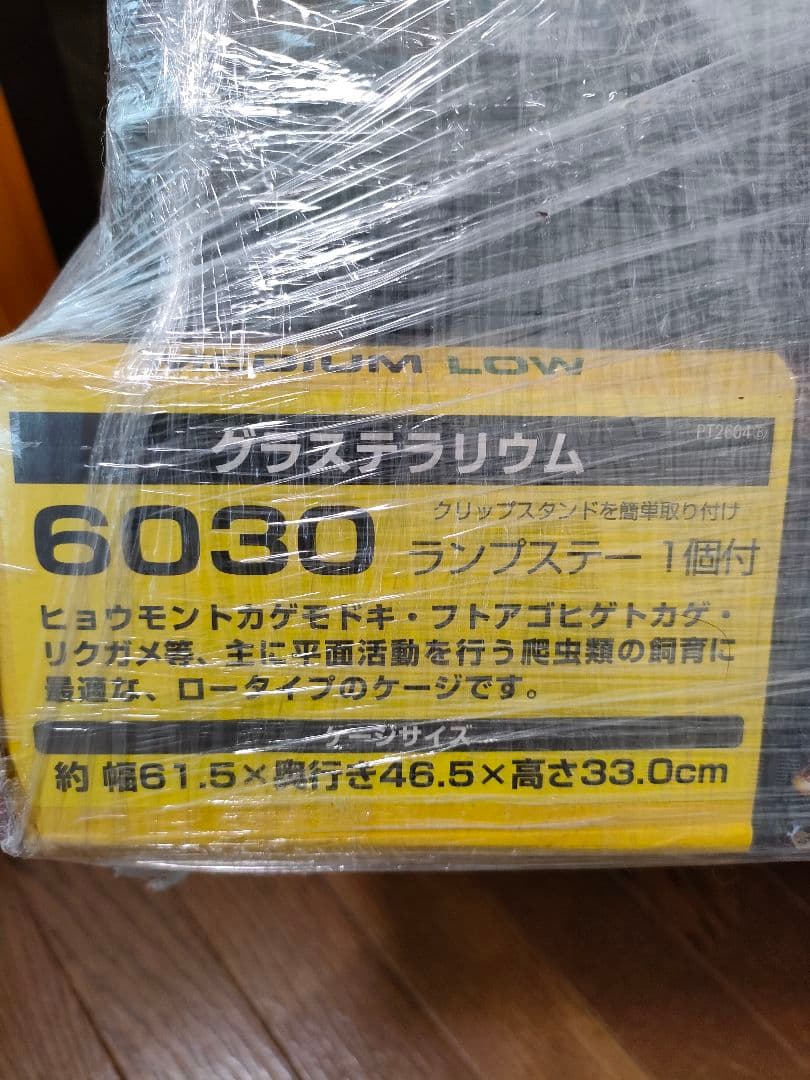 MEDIUM LOW
グラステラリウム
PT2604
6030
クリップスタンドを簡単取り付け
ランプステー 1個付
ヒョウモントカゲモドキ・フトアゴヒゲトカゲ・
リクガメ等、主に平面活動を行う爬虫類の飼育に
最適な、ロータイプのケージです。
ケージサイズ
約 幅61.5×奥行き46.5×高さ33.0cm